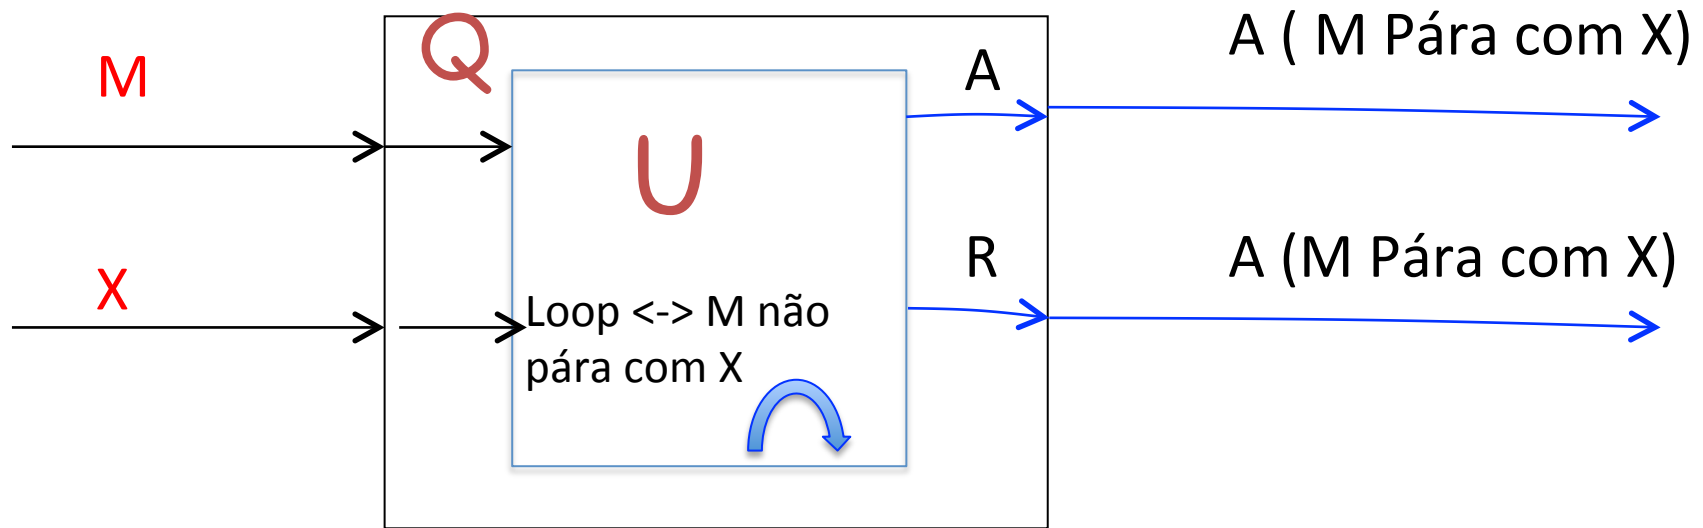 M
Q
A
A ( M Pára com X)
U
X
R
A (M Pára com X)
Loop <-> M não
pára com X